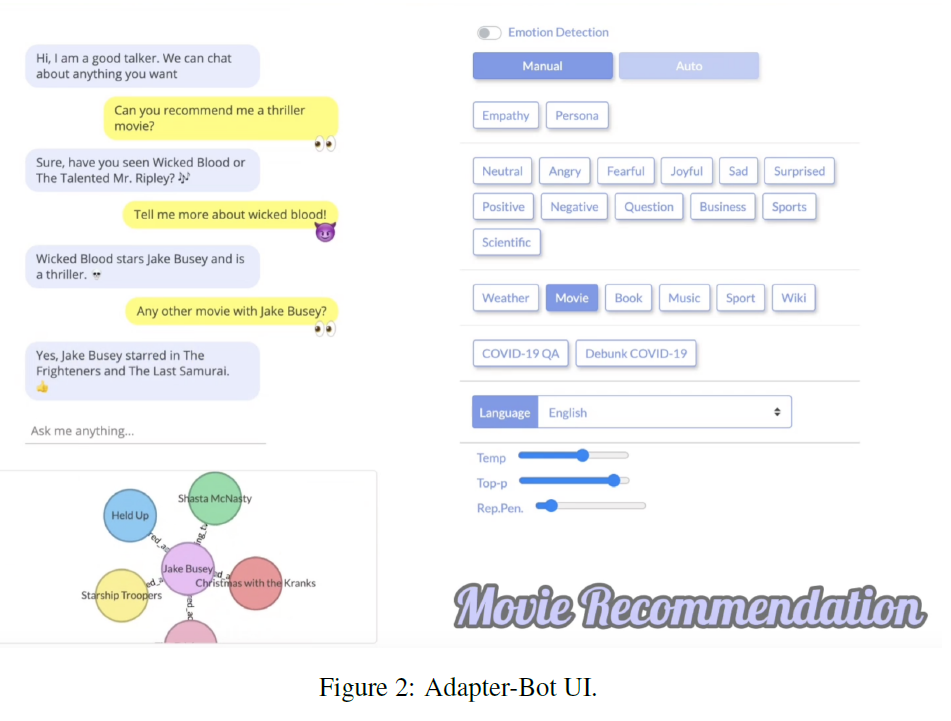 Hi, I am a good talker. We can chat
about anything you want
Can you recommend me a thriller
movie?
Sure, have you seen Wicked Blood or
The Talented Mr. Ripley? 🎶
Tell me more about wicked blood!
Wicked Blood stars Jake Busey and is
a thriller. ☠️
Any other movie with Jake Busey?
Yes, Jake Busey starred in The
Frighteners and The Last Samurai.
👍
Ask me anything...
Shasta McNasty
Held Up
Jake Busey
Christmas with the Kranks
Starship Troopers
Emotion Detection
Manual Auto
Empathy Persona
Neutral Angry Fearful Joyful Sad Surprised
Positive Negative Question Business Sports
Scientific
Weather Movie Book Music Sport Wiki
COVID-19 QA Debunk COVID-19
Language English
Temp
Top-p
Rep.Pen.
Movie Recommendation
Figure 2: Adapter-Bot UI.